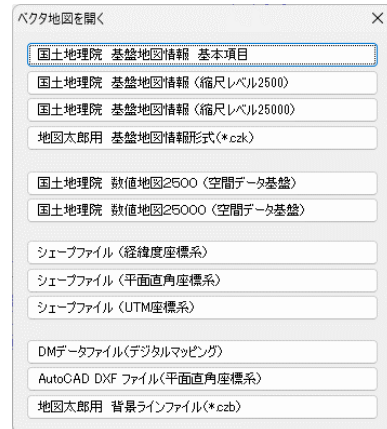 ベクタ地図を開く
国土地理院 基盤地図情報 基本項目
国土地理院 基盤地図情報 (縮尺レベル2500)
国土地理院 基盤地図情報 (縮尺レベル25000)
地図太郎用 基盤地図情報形式(*.czk)
国土地理院 数値地図2500 (空間データ基盤)
国土地理院 数値地図25000 (空間データ基盤)
シェープファイル (経緯度座標系)
シェープファイル (平面直角座標系)
シェープファイル (UTM座標系)
DMデータファイル(デジタルマッピング)
AutoCAD DXF ファイル(平面直角座標系)
地図太郎用 背景ラインファイル(*.czb)